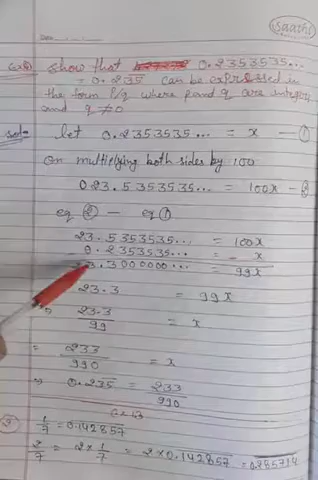 Saathi
Date
show that 0.2353535...
= 0.235 can be expressed in
the form p/q where p and q are integers
and q ≠ 0
Sol:- let 0.2353535... = x — ①
On multiplying both sides by 100
023.5353535... = 100x - ②
eq ② - eq ①
23.5353535... = 100x
0.2353535... = - x
23.3000000... = 99x
23.3 = 99x
⇒ 23.3/99 = x
= 233/990 = x
⇒ 0.235 = 233/990
② 1/7 = 0.142857
2/7 = 2 × 1/7 = 2 × 0.142857 = 0.285714